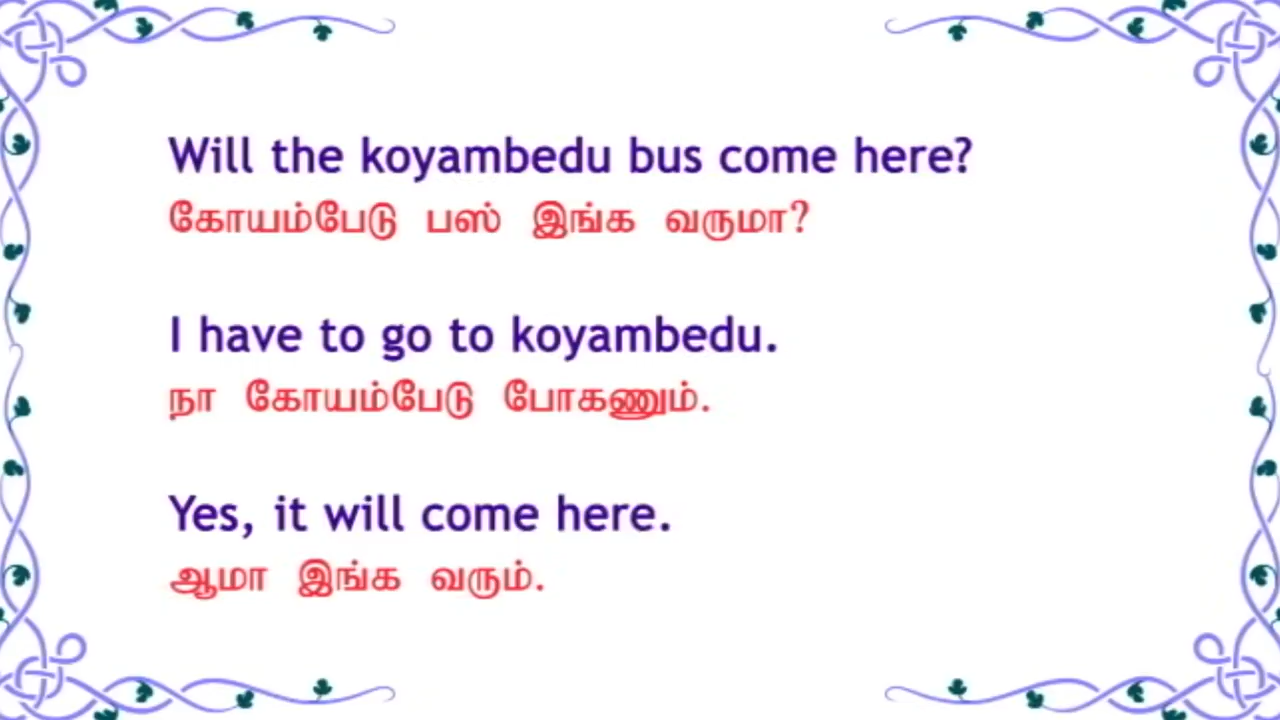 Will the koyambedu bus come here?
கோயம்பேடு பஸ் இங்க வருமா?
I have to go to koyambedu.
நா கோயம்பேடு போகணும்.
Yes, it will come here.
ஆமா இங்க வரும்.